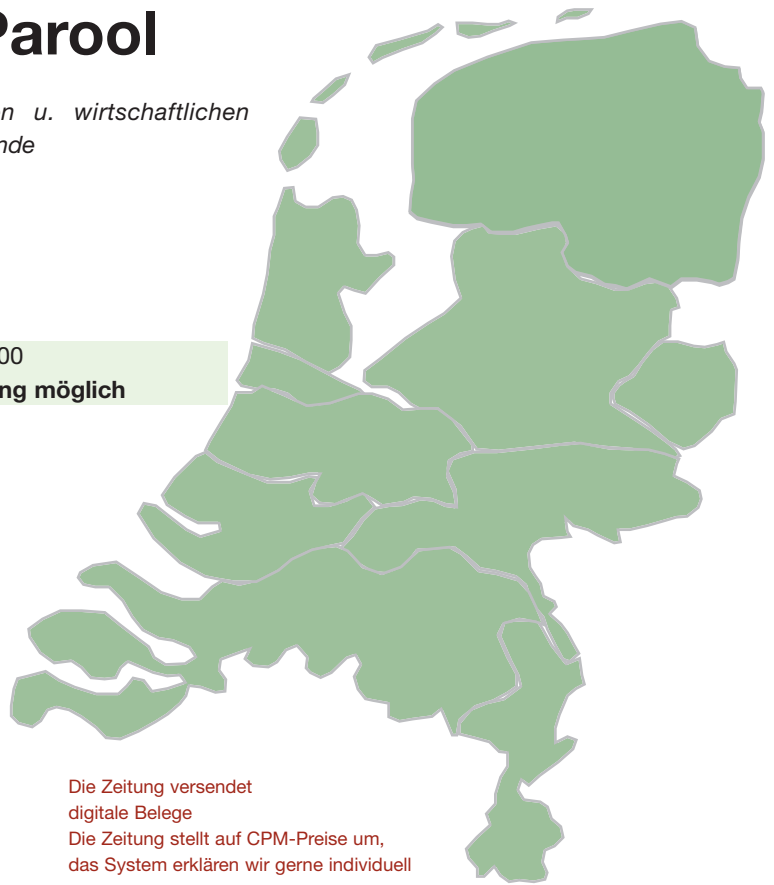 Parool
n u. wirtschaftlichen
nde
00
ng möglich
Die Zeitung versendet
digitale Belege
Die Zeitung stellt auf CPM-Preise um,
das System erklären wir gerne individuell